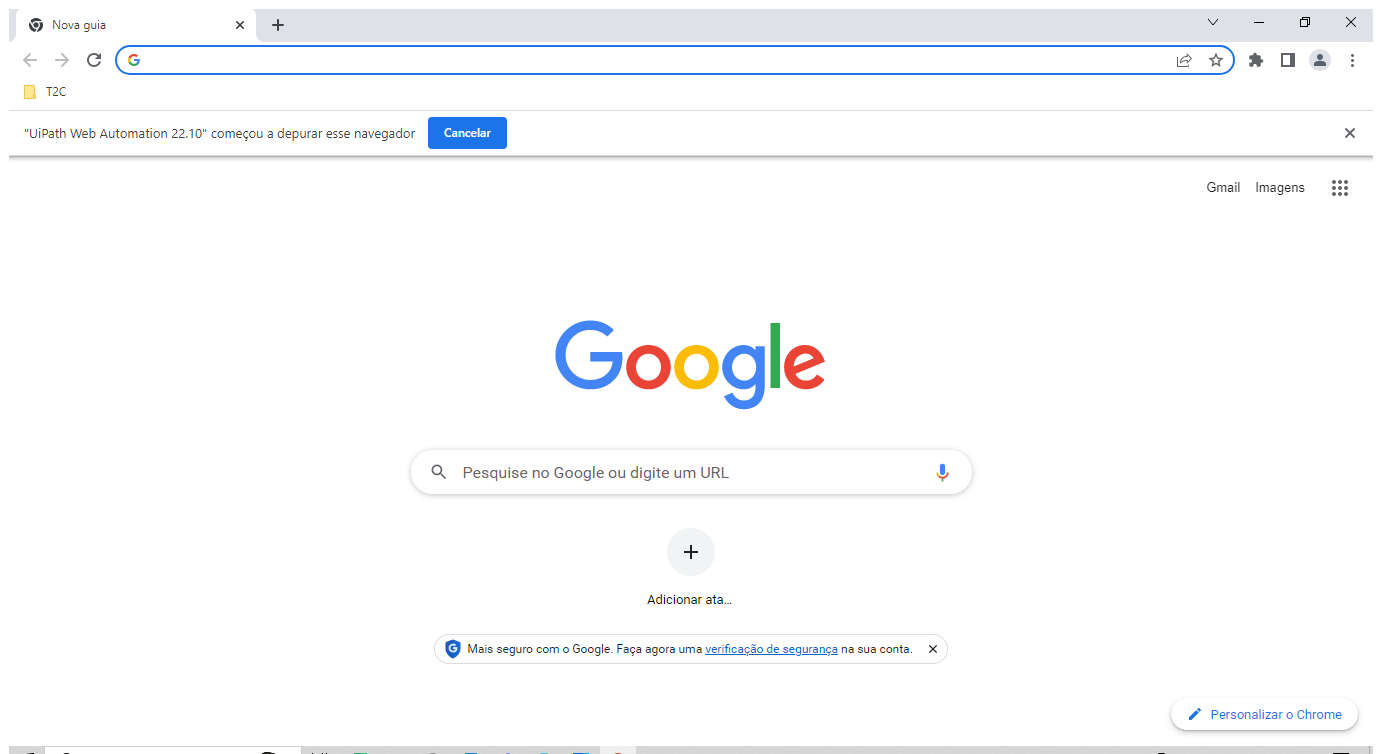 Nova guia
T2C
"UiPath Web Automation 22.10" começou a depurar esse navegador Cancelar
Gmail Imagens
Google
Pesquise no Google ou digite um URL
Adicionar ata...
Mais seguro com o Google. Faça agora uma verificação de segurança na sua conta.
Personalizar o Chrome